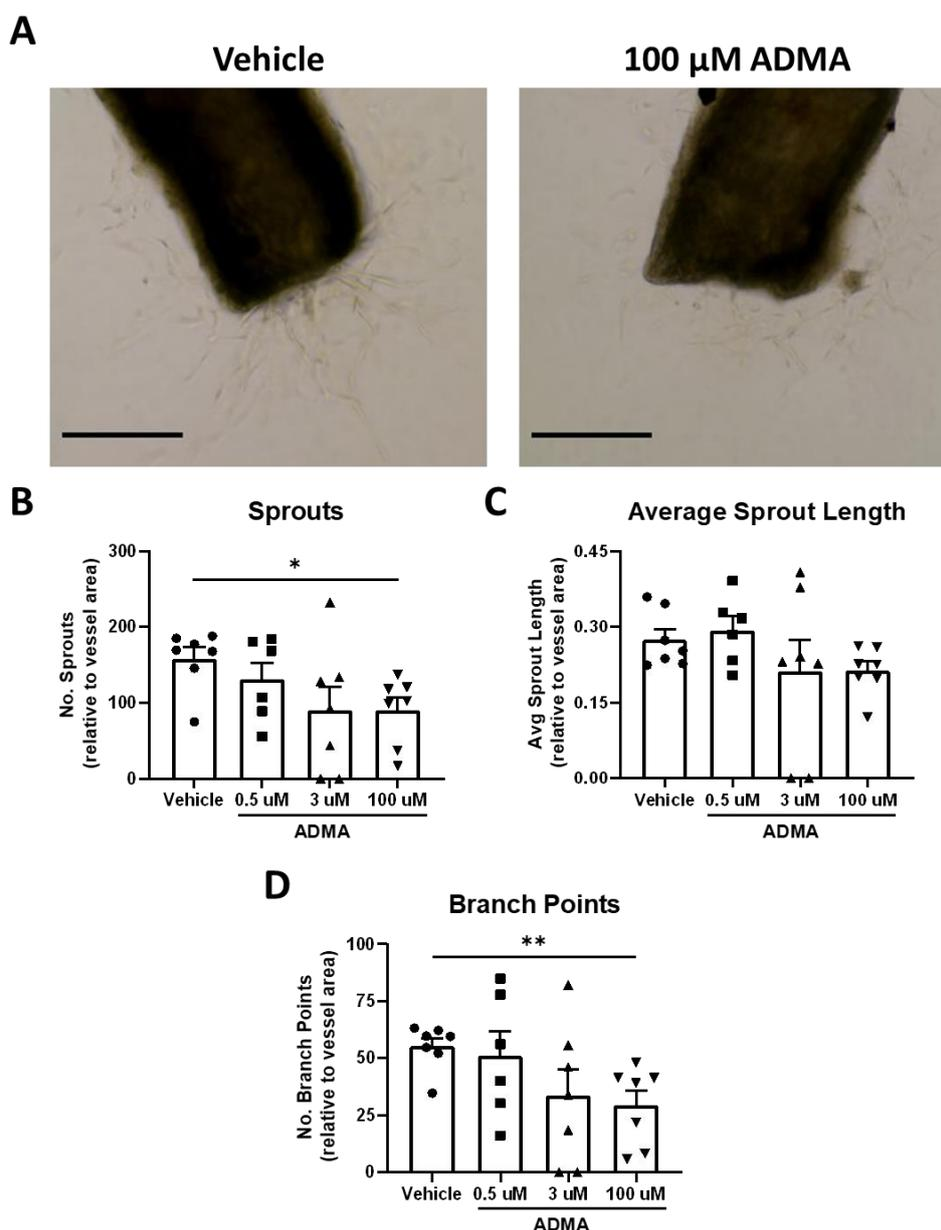 A
Vehicle
100 µM ADMA
B
Sprouts
No. Sprouts
(relative to vessel area)
300
200
100
0
*
Vehicle 0.5 uM 3 uM 100 uM
ADMA
C
Average Sprout Length
Avg Sprout Length
(relative to vessel area)
0.45
0.30
0.15
0.00
Vehicle 0.5 uM 3 uM 100 uM
ADMA
D
Branch Points
No. Branch Points
(relative to vessel area)
100
75
50
25
0
**
Vehicle 0.5 uM 3 uM 100 uM
ADMA